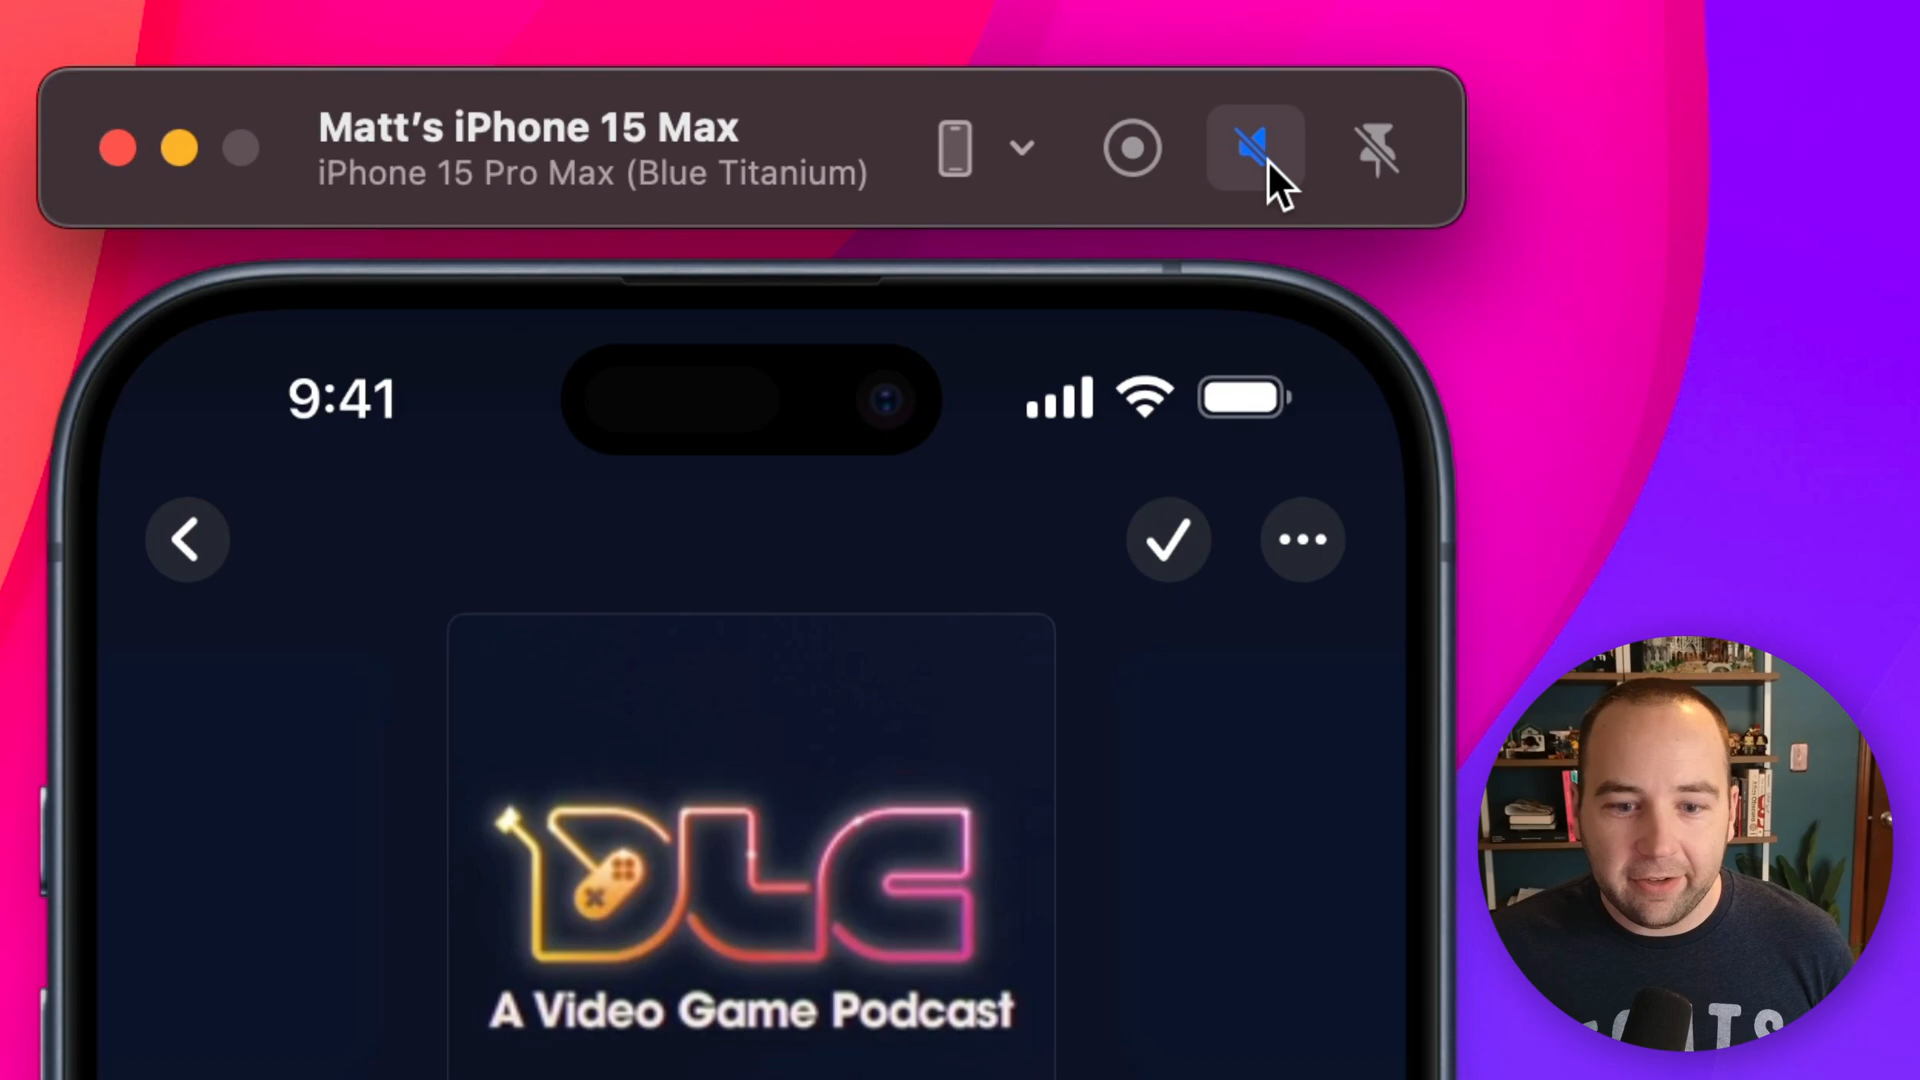 Matt's iPhone 15 Max
iPhone 15 Pro Max (Blue Titanium)
9:41
DLC
A Video Game Podcast